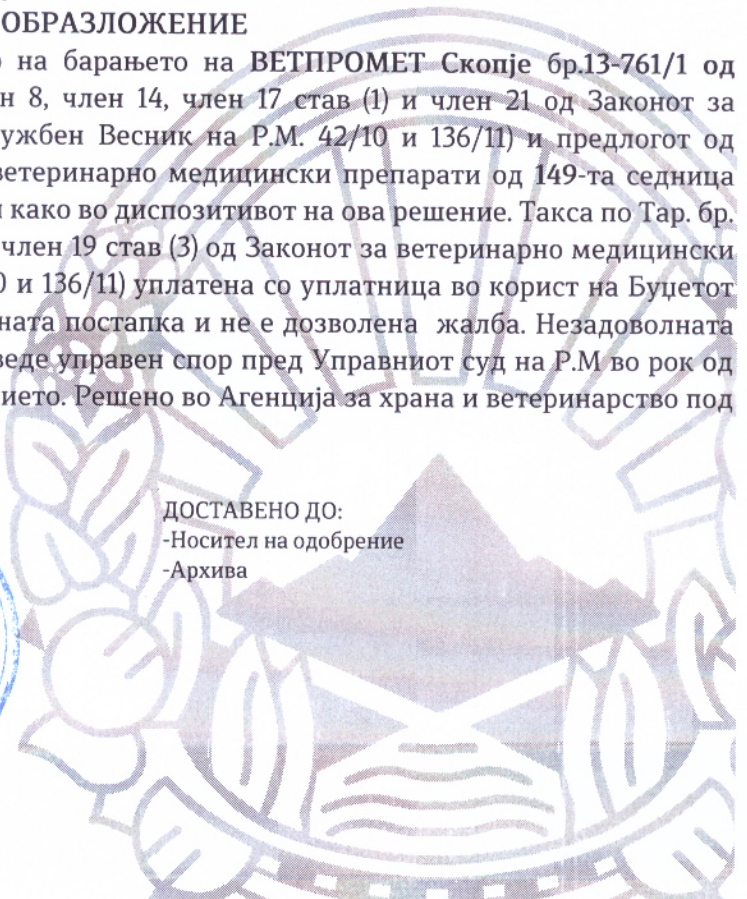 ОБРАЗЛОЖЕНИЕ
на барањето на ВЕТПРОМЕТ Скопје бр.13-761/1 од
н 8, член 14, член 17 став (1) и член 21 од Законот за
ужбен Весник на Р.М. 42/10 и 136/11) и предлогот од
ветеринарно медицински препарати од 149-та седница
како во диспозитивот на ова решение. Такса по Тар. бр.
член 19 став (3) од Законот за ветеринарно медицински
0 и 136/11) уплатена со уплатница во корист на Буџетот
ната постапка и не е дозволена жалба. Незадоволната
веде управен спор пред Управниот суд на Р.М во рок од
ието. Решено во Агенција за храна и ветеринарство под
ДОСТАВЕНО ДО:
-Носител на одобрение
-Архива